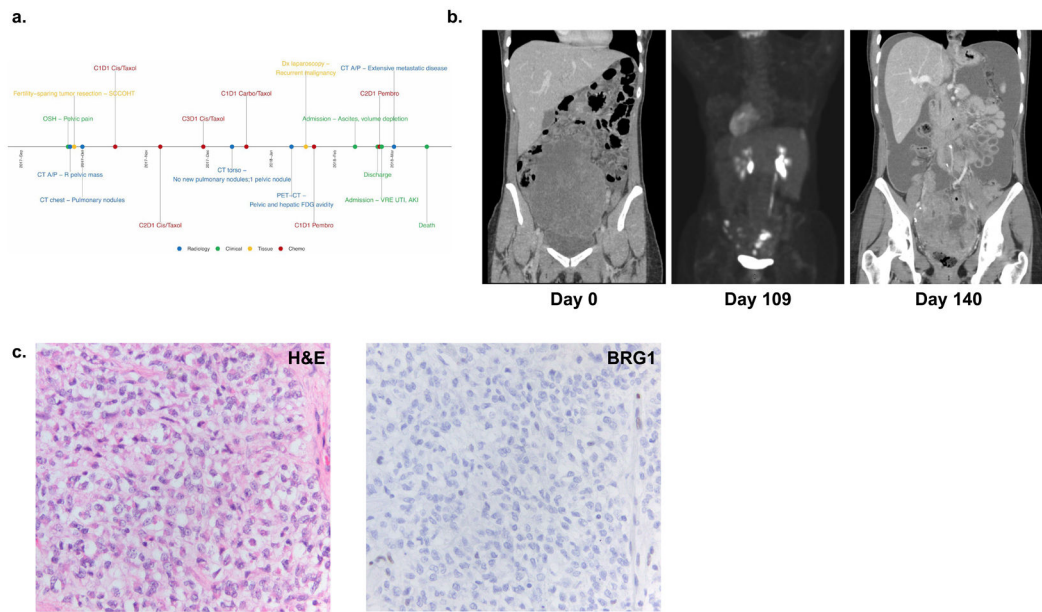 a.
C1D1 Cis/Taxol
Fertility-sparing tumor resection - SCCOHT
OSH - Pelvic pain
Dx laparoscopy -
Recurrent malignancy
CT A/P - Extensive metastatic disease
C3D1 Cis/Taxol
C1D1 Carbo/Taxol
C2D1 Pembro
Admission - Ascites, volume depletion
CT A/P - R pelvic mass
CT chest - Pulmonary nodules
C2D1 Cis/Taxol
CT torso -
No new pulmonary nodules;1 pelvic nodule
PET-CT -
Pelvic and hepatic FDG avidity
C1D1 Pembro
Discharge
Admission - VRE UTI, AKI
Death
Radiology Clinical Tissue Chemo
b.
Day 0 Day 109 Day 140
c.
H&E BRG1